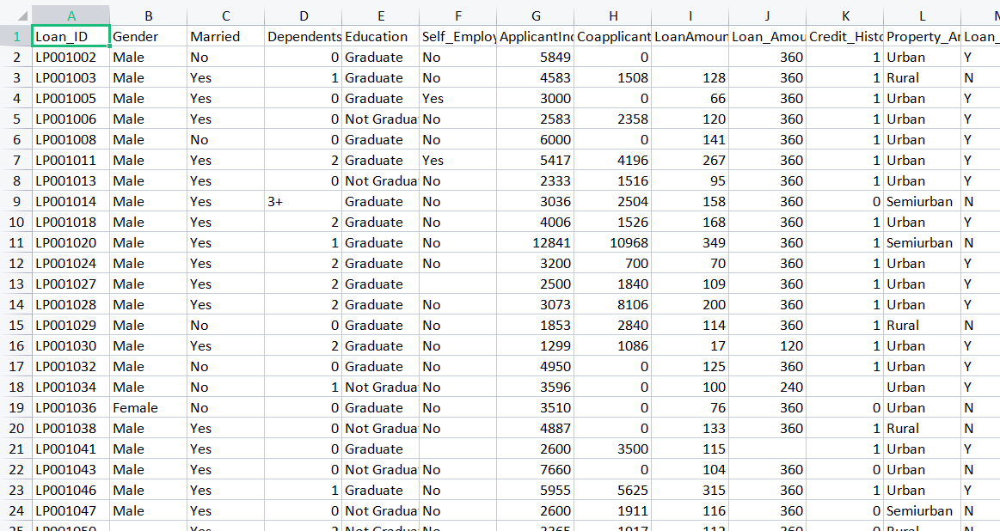 A B C D E F G H I J K L
1 Loan_ID Gender Married Dependents Education Self_Employ ApplicantInc Coapplicant LoanAmoun Loan_Amou Credit_Histo Property_Ar Loan_
2 LP001002 Male No 0 Graduate No 5849 0 360 1 Urban Y
3 LP001003 Male Yes 1 Graduate No 4583 1508 128 360 1 Rural N
4 LP001005 Male Yes 0 Graduate Yes 3000 0 66 360 1 Urban Y
5 LP001006 Male Yes 0 Not Gradua No 2583 2358 120 360 1 Urban Y
6 LP001008 Male No 0 Graduate No 6000 0 141 360 1 Urban Y
7 LP001011 Male Yes 2 Graduate Yes 5417 4196 267 360 1 Urban Y
8 LP001013 Male Yes 0 Not Gradua No 2333 1516 95 360 1 Urban Y
9 LP001014 Male Yes 3+ Graduate No 3036 2504 158 360 0 Semiurban N
10 LP001018 Male Yes 2 Graduate No 4006 1526 168 360 1 Urban Y
11 LP001020 Male Yes 1 Graduate No 12841 10968 349 360 1 Semiurban N
12 LP001024 Male Yes 2 Graduate No 3200 700 70 360 1 Urban Y
13 LP001027 Male Yes 2 Graduate 2500 1840 109 360 1 Urban Y
14 LP001028 Male Yes 2 Graduate No 3073 8106 200 360 1 Urban Y
15 LP001029 Male No 0 Graduate No 1853 2840 114 360 1 Rural N
16 LP001030 Male Yes 2 Graduate No 1299 1086 17 120 1 Urban Y
17 LP001032 Male No 0 Graduate No 4950 0 125 360 1 Urban Y
18 LP001034 Male No 1 Not Gradua No 3596 0 100 240 Urban Y
19 LP001036 Female No 0 Graduate No 3510 0 76 360 0 Urban N
20 LP001038 Male Yes 0 Not Gradua No 4887 0 133 360 1 Rural N
21 LP001041 Male Yes 0 Graduate 2600 3500 115 1 Urban Y
22 LP001043 Male Yes 0 Not Gradua No 7660 0 104 360 0 Urban N
23 LP001046 Male Yes 1 Graduate No 5955 5625 315 360 1 Urban Y
24 LP001047 Male Yes 0 Not Gradua No 2600 1911 116 360 0 Semiurban N
25 LP001050 Yes 2 Not Gradua No 3365 1917 112 360 0 Rural N